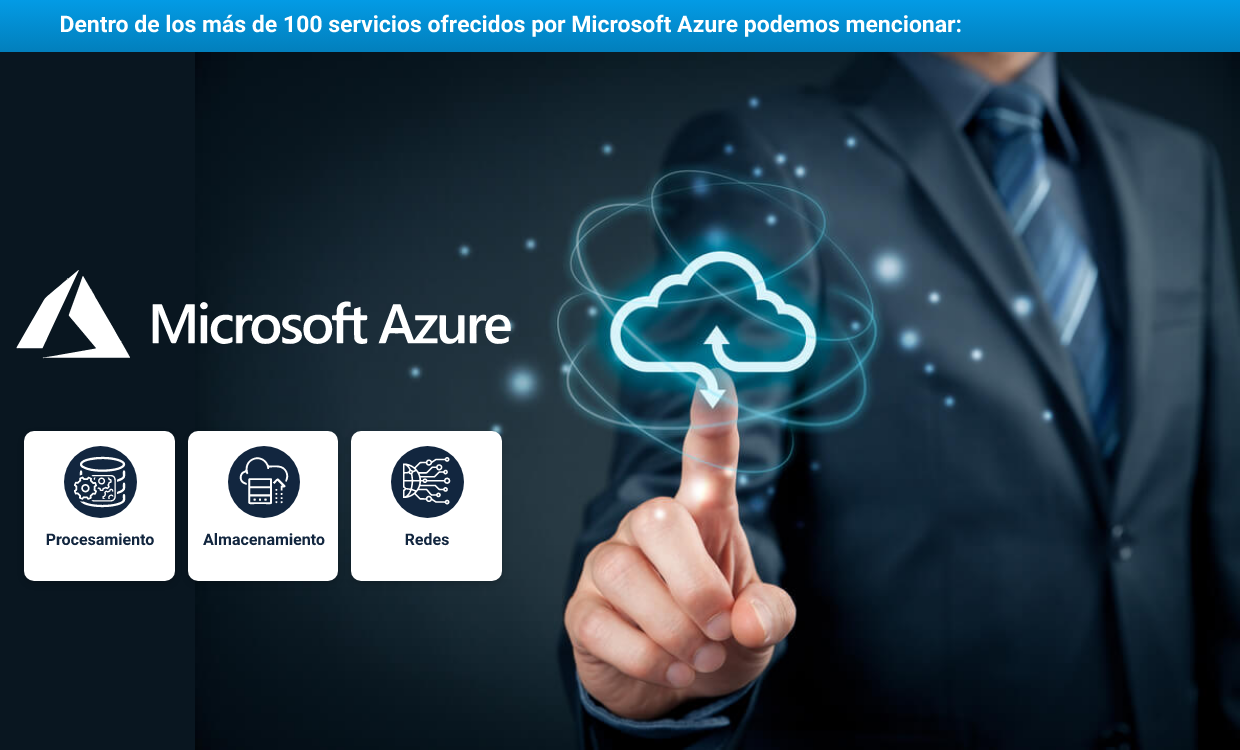 Dentro de los más de 100 servicios ofrecidos por Microsoft Azure podemos mencionar:
Microsoft Azure
Procesamiento
Almacenamiento
Redes